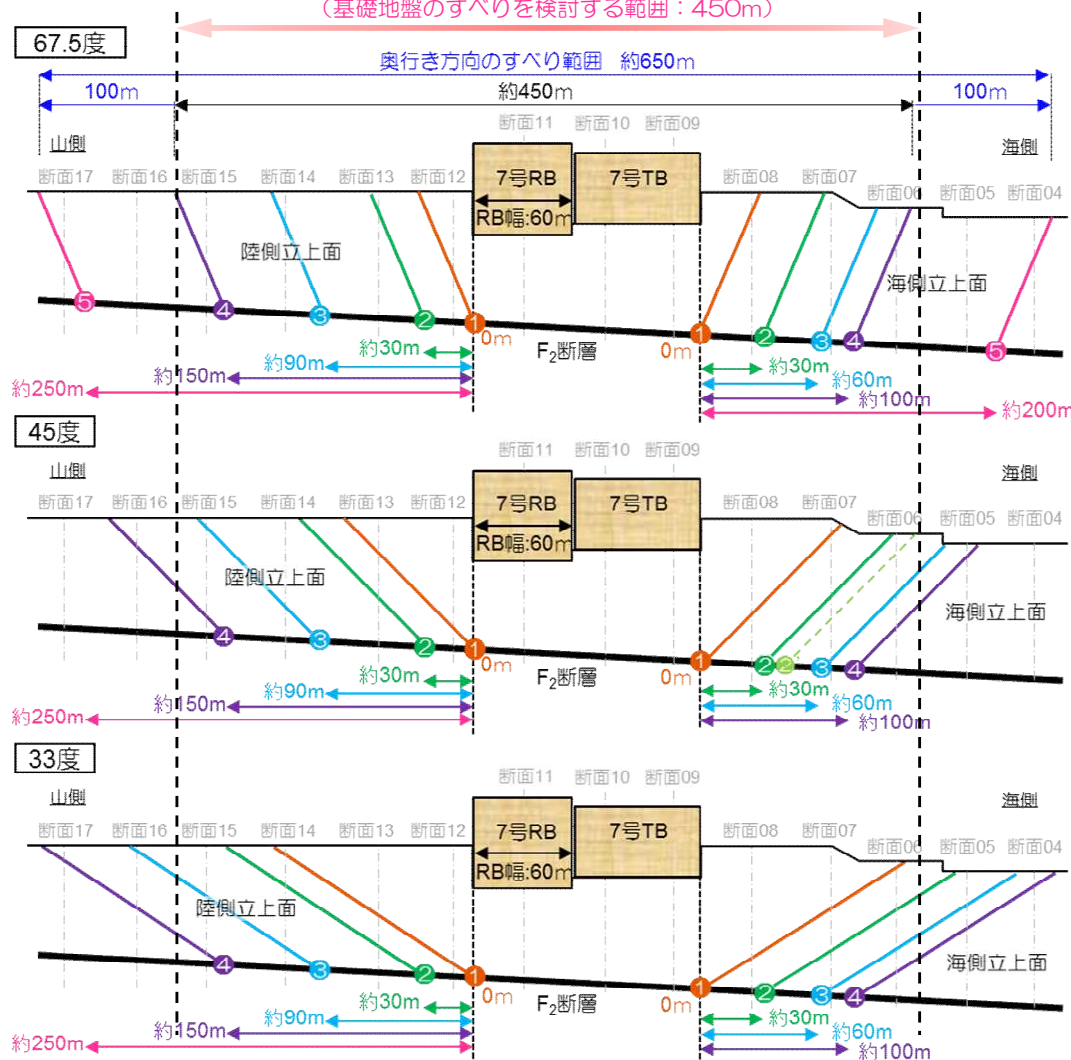 (基礎地盤のすべりを検討する範囲：450m)
67.5度
奥行き方向のすべり範囲　約650m
100m
約450m
100m
断面11 断面10 断面09
山側
海側
断面17 断面16 断面15 断面14 断面13 断面12
7号RB
7号TB
断面08 断面07 断面06 断面05 断面04
RB幅:60m
陸側立上面
海側立上面
5 4 3 2 1
1 2 3 4 5
0m
F2断層
0m
約30m
約30m
約90m
約60m
約150m
約100m
約250m
約200m
45度
断面11 断面10 断面09
山側
海側
断面17 断面16 断面15 断面14 断面13 断面12
7号RB
7号TB
断面08 断面07 断面06 断面05 断面04
RB幅:60m
陸側立上面
海側立上面
4 3 2 1
1 2 2 3 4
0m
F2断層
0m
約30m
約30m
約90m
約60m
約150m
約100m
約250m
33度
断面11 断面10 断面09
山側
海側
断面17 断面16 断面15 断面14 断面13 断面12
7号RB
7号TB
断面08 断面07 断面06 断面05 断面04
RB幅:60m
陸側立上面
海側立上面
4 3 2 1
1 2 3 4
0m
F2断層
0m
約30m
約30m
約90m
約60m
約150m
約100m
約250m